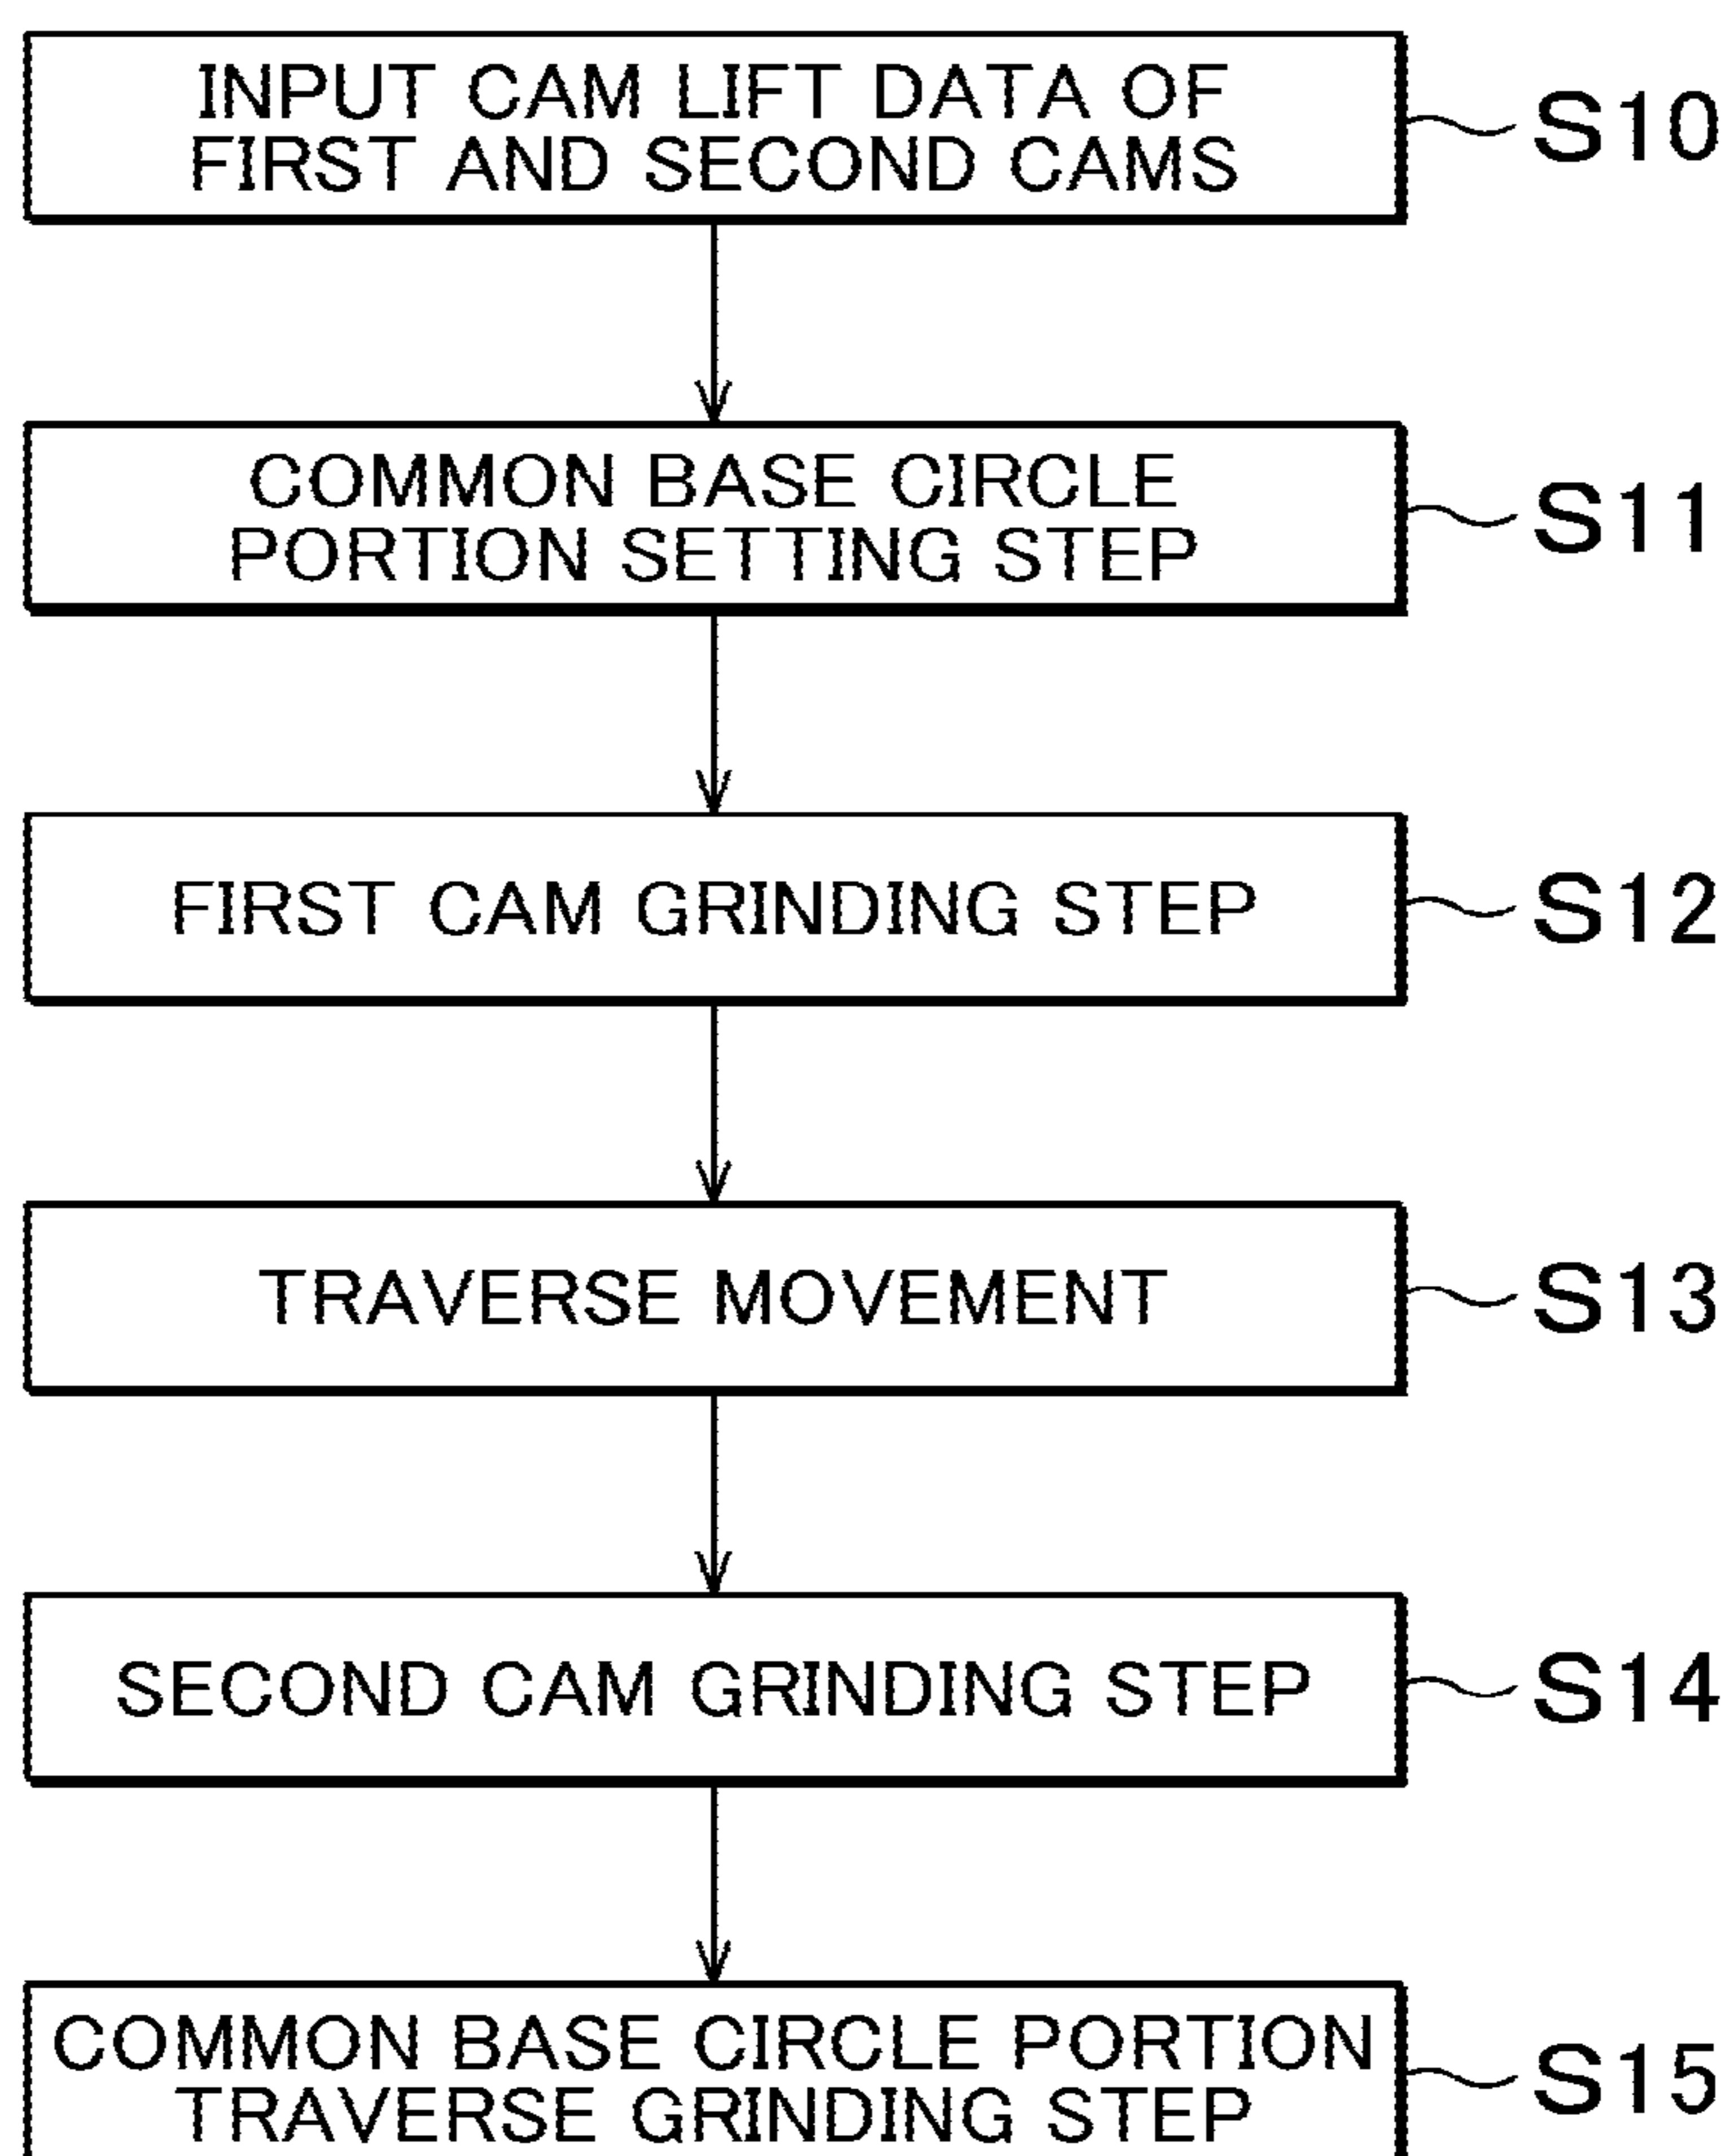 INPUT CAM LIFT DATA OF
FIRST AND SECOND CAMS
S10
COMMON BASE CIRCLE
PORTION SETTING STEP
S11
FIRST CAM GRINDING STEP
S12
TRAVERSE MOVEMENT
S13
SECOND CAM GRINDING STEP
S14
COMMON BASE CIRCLE PORTION
TRAVERSE GRINDING STEP
S15